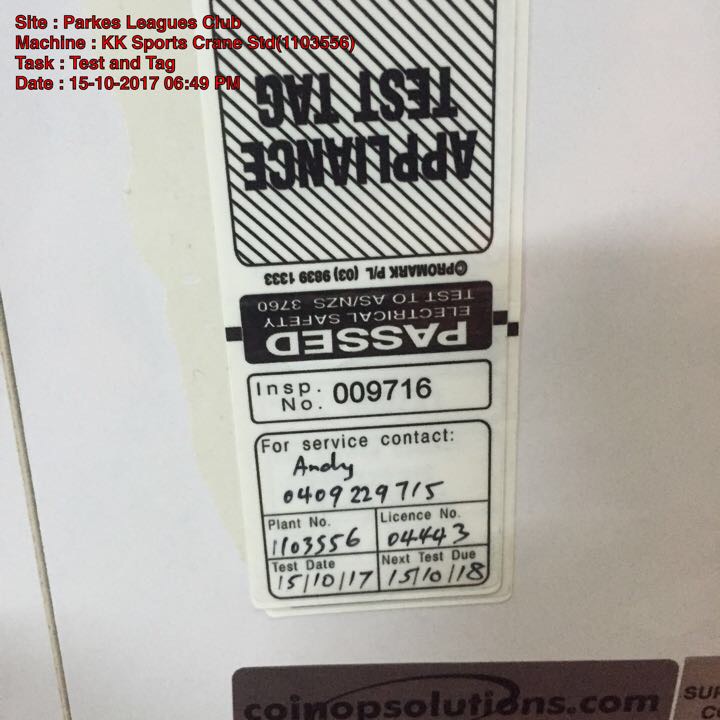 Site : Parkes Leagues Club
Machine : KK Sports Crane Std(1103556)
Task : Test and Tag
Date : 15-10-2017 06:49 PM
APPLIANCE
TEST TAG
©PROMARK P/L (03) 9839 1333
PASSED
ELECTRICAL SAFETY
TEST TO AS/NZS 3760
Insp. No. 009716
For service contact:
Andy
0409229715
Plant No. Licence No.
1103556 04443
Test Date Next Test Due
15/10/17 15/10/18
coinopsolutions.com